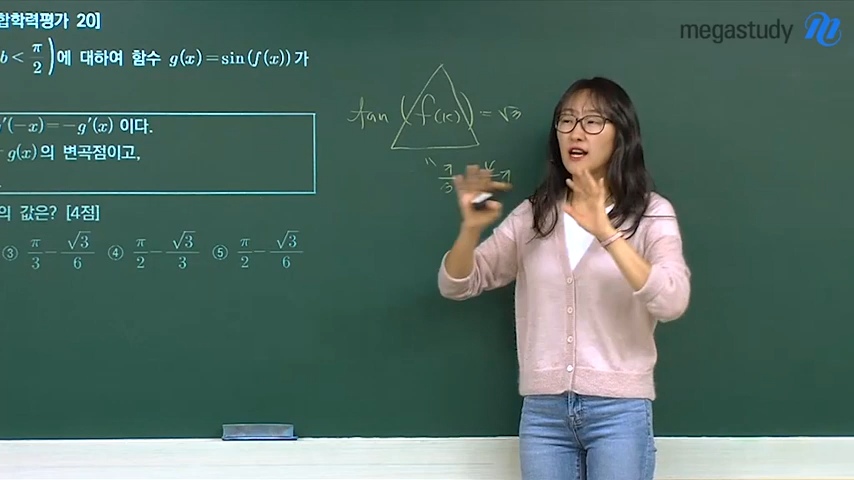 합학력평가 20]
b < π/2)에 대하여 함수 g(x)=sin(f(x))가
′(-x)=-g′(x) 이다.
g(x)의 변곡점이고,
의 값은? [4점]
③ π/3 - √3/6 ④ π/2 - √3/3 ⑤ π/2 - √3/6
tan (f(k)) = √3
" π/3
megastudy